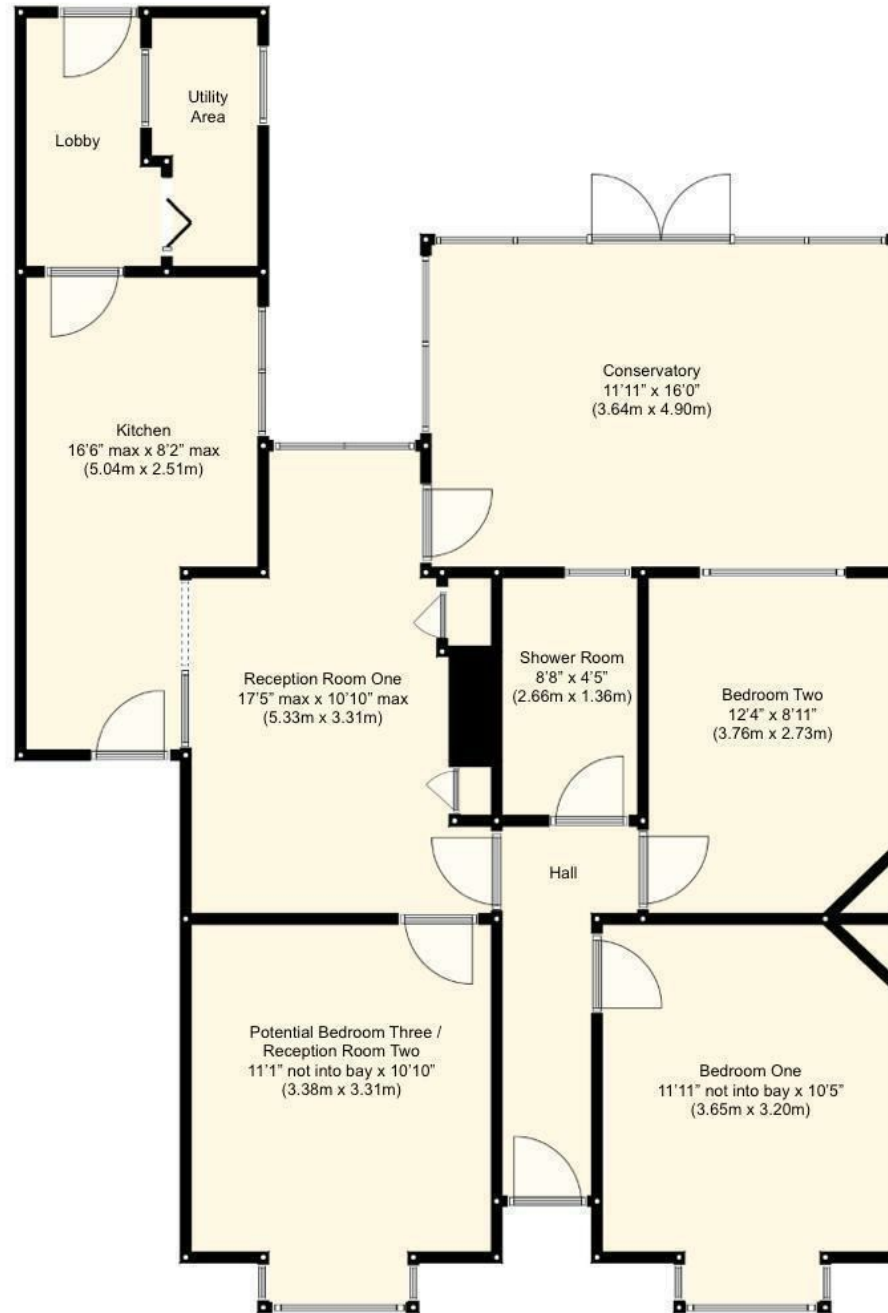 Utility
Area
Lobby
Conservatory
11'11" x 16'0"
(3.64m x 4.90m)
Kitchen
16'6" max x 8'2" max
(5.04m x 2.51m)
Reception Room One
17'5" max x 10'10" max
(5.33m x 3.31m)
Shower Room
8'8" x 4'5"
(2.66m x 1.36m)
Bedroom Two
12'4" x 8'11"
(3.76m x 2.73m)
Hall
Potential Bedroom Three /
Reception Room Two
11'1" not into bay x 10'10"
(3.38m x 3.31m)
Bedroom One
11'11" not into bay x 10'5"
(3.65m x 3.20m)